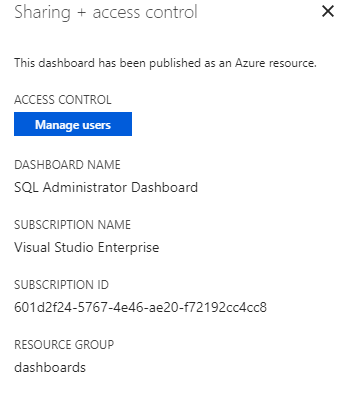 Sharing + access control
This dashboard has been published as an Azure resource.
ACCESS CONTROL
Manage users
DASHBOARD NAME
SQL Administrator Dashboard
SUBSCRIPTION NAME
Visual Studio Enterprise
SUBSCRIPTION ID
601d2f24-5767-4e46-ae20-f72192cc4cc8
RESOURCE GROUP
dashboards